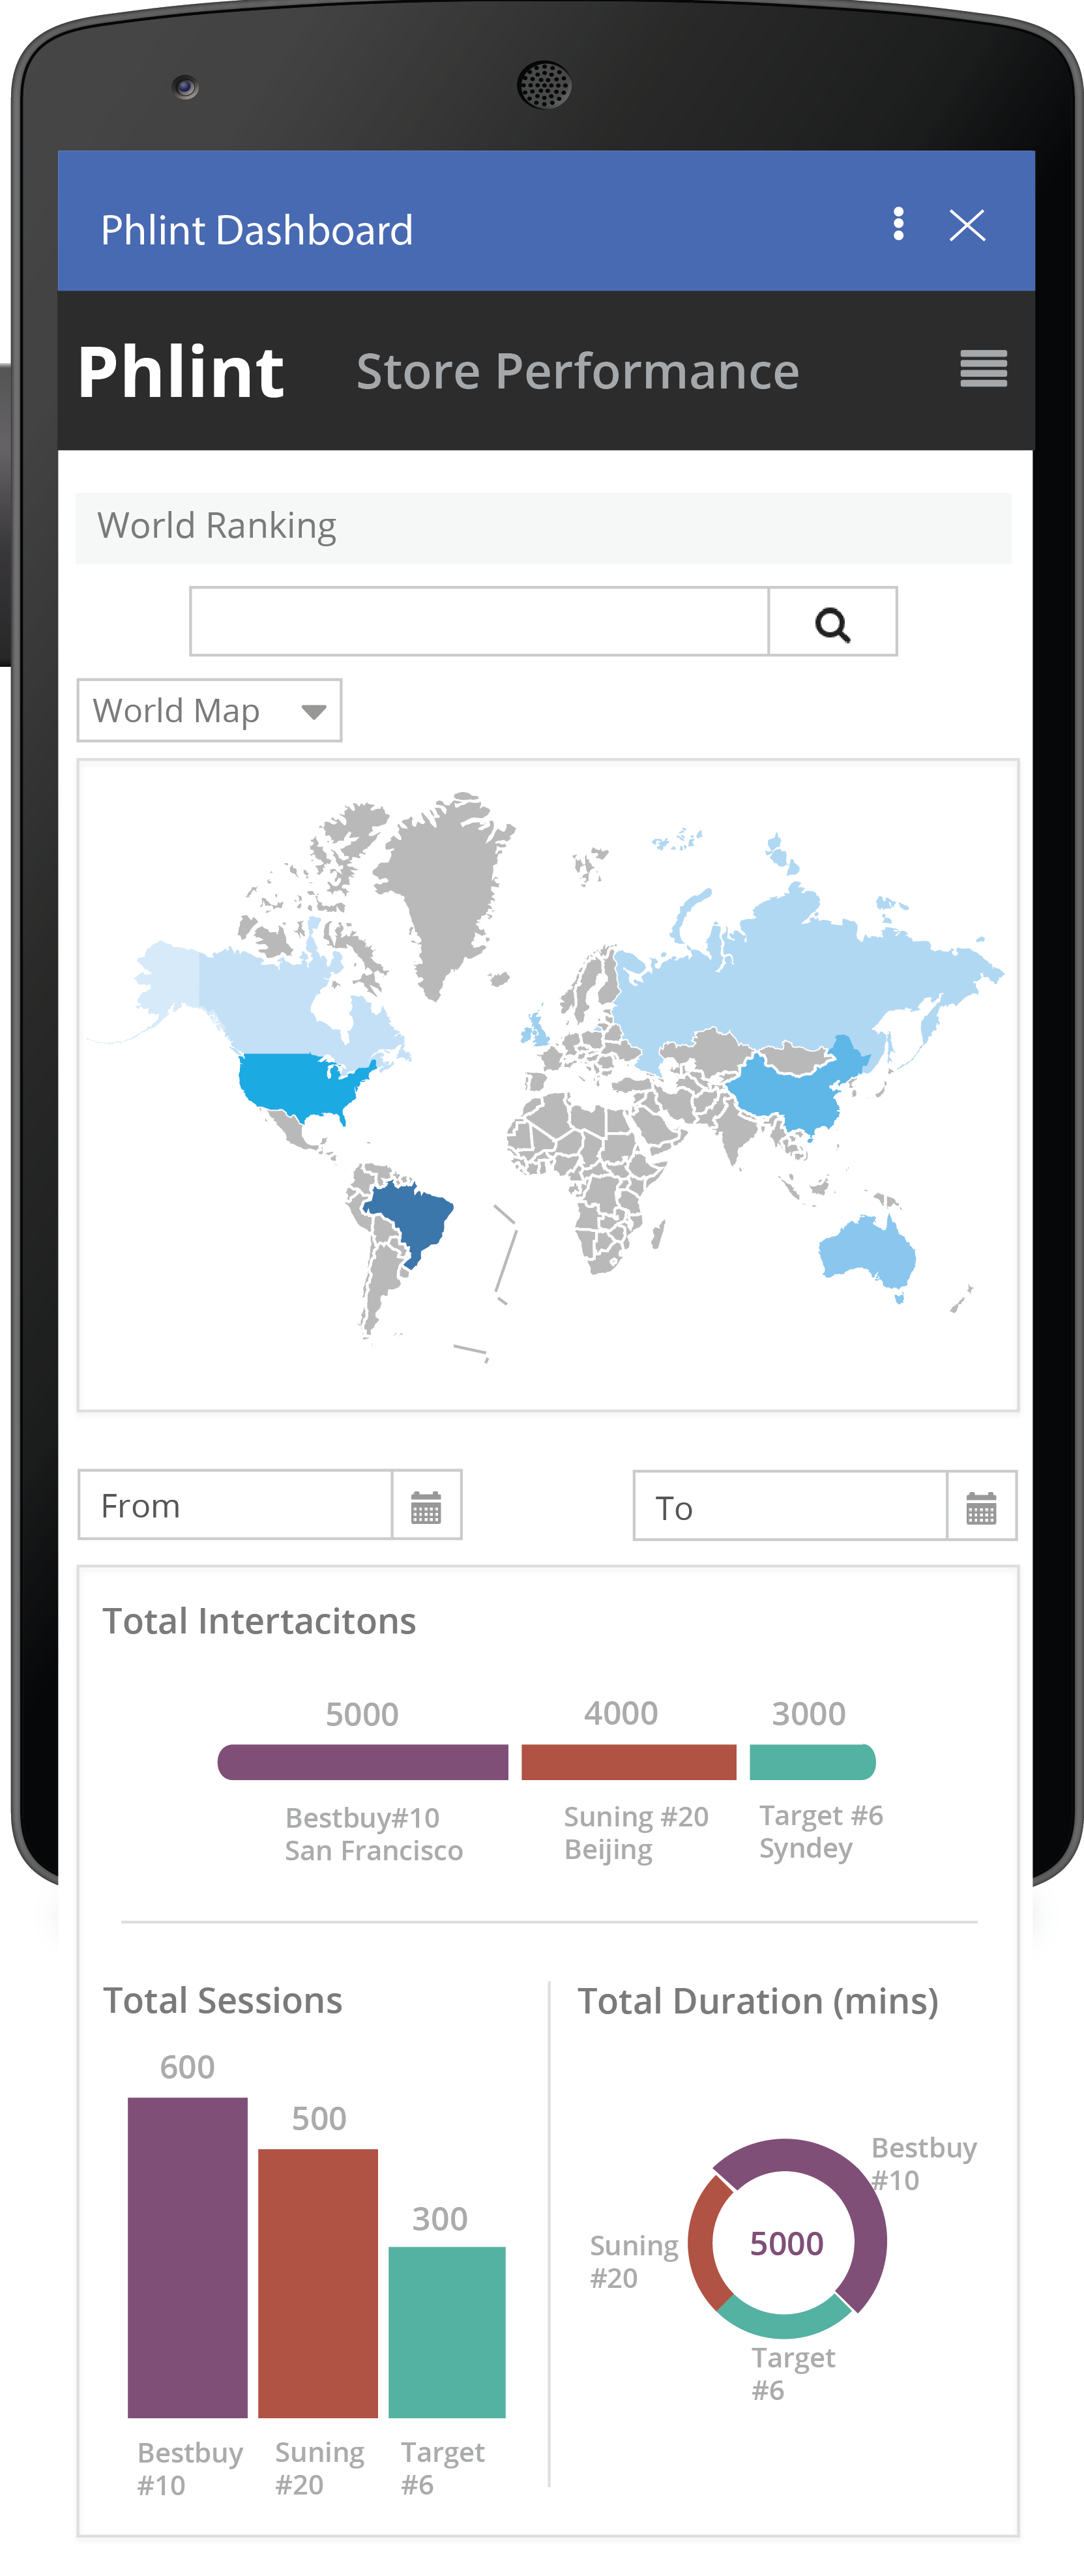 Phlint Dashboard
Phlint Store Performance
World Ranking
World Map
From To
Total Intertacitons
5000 4000 3000
Bestbuy#10
San Francisco
Suning #20
Beijing
Target #6
Syndey
Total Sessions
600
500
300
Bestbuy
#10
Suning
#20
Target
#6
Total Duration (mins)
Bestbuy
#10
Suning
#20
5000
Target
#6